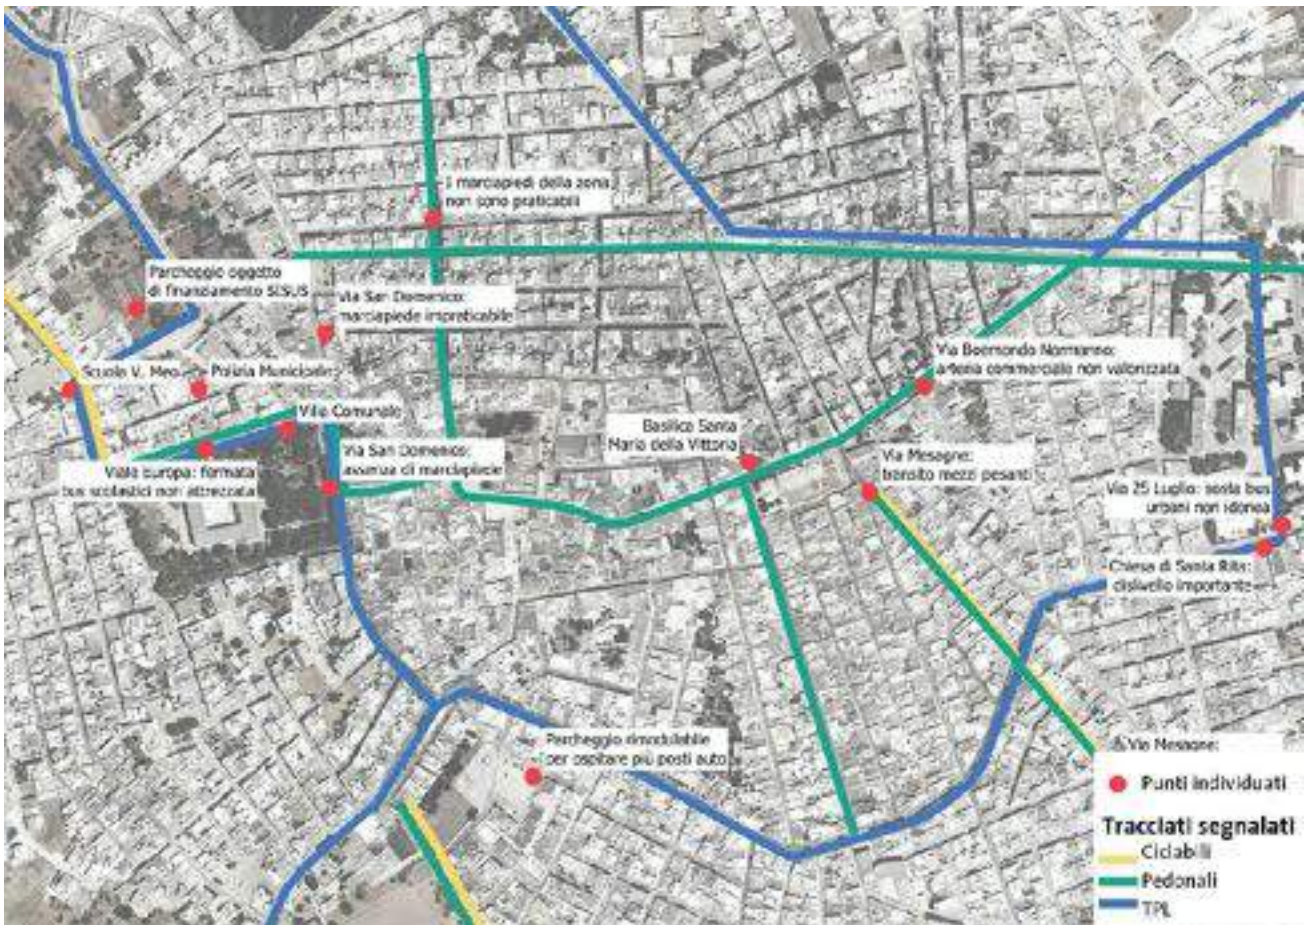 I marciapiedi della zona
non sono praticabili
Parcheggio oggetto
di finanziamento SISUS
Via San Domenico:
marciapiede impraticabile
Scuola V. Meo
Polizia Municipale
Villa Comunale
Viale Europa: fermata
bus scolastici non attrezzata
Via San Domenico:
assenza di marciapiede
Basilica Santa
Maria della Vittoria
Via Boemondo Normanno:
arteria commerciale non valorizzata
Via Mesagne:
transito mezzi pesanti
Via 25 Luglio: sosta bus
urbani non idonea
Chiesa di Santa Rita:
dislivello importante
Parcheggio rimodulabile
per ospitare più posti auto
Via Mesagne:
Punti individuati
Tracciati segnalati
Ciclabili
Pedonali
TPL